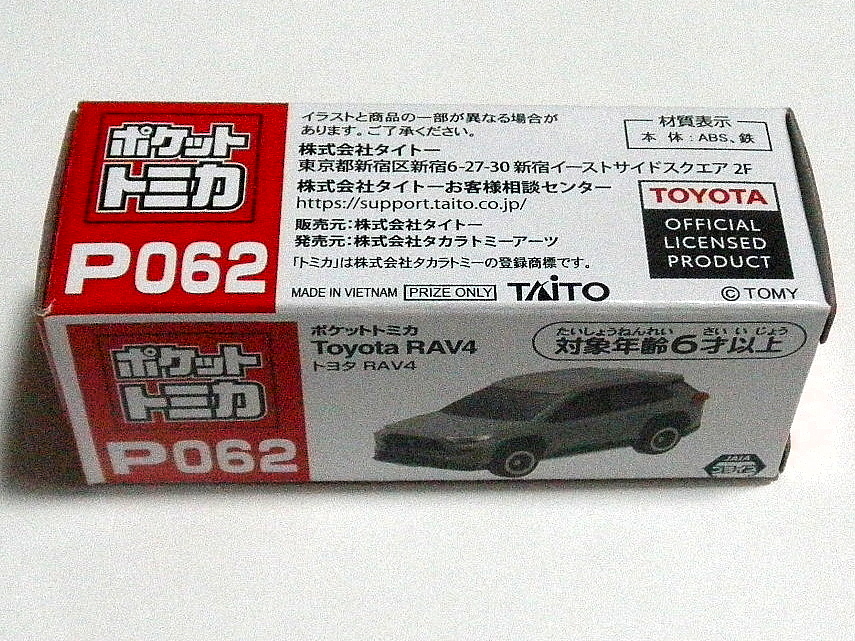 ポケット
トミカ
P062
イラストと商品の一部が異なる場合が
あります。ご了承ください。
株式会社タイトー
東京都新宿区新宿6-27-30 新宿イーストサイドスクエア 2F
株式会社タイトーお客様相談センター
https://support.taito.co.jp/
販売元：株式会社タイトー
発売元：株式会社タカラトミーアーツ
「トミカ」は株式会社タカラトミーの登録商標です。
MADE IN VIETNAM PRIZE ONLY TAITO
材質表示
本 体：ABS、鉄
TOYOTA
OFFICIAL
LICENSED
PRODUCT
© TOMY
ポケット
トミカ
P062
ポケットトミカ
Toyota RAV4
トヨタ RAV4
たいしょうねんれい さい い じょう
対象年齢6才以上
JAIA